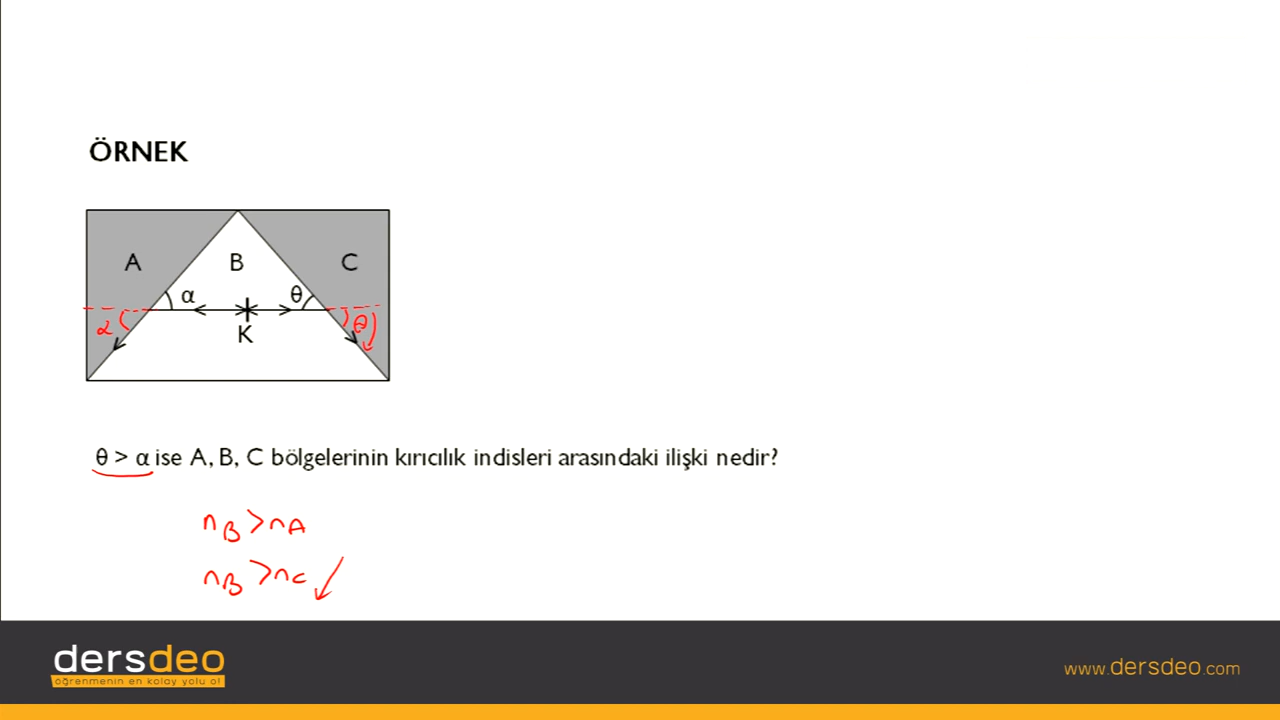 ÖRNEK
A B C
α θ
α K θ
θ > α ise A, B, C bölgelerinin kırıcılık indisleri arasındaki ilişki nedir?
nB > nA
nB > nC
dersdeo
öğrenmenin en kolay yolu o!
www.dersdeo.com